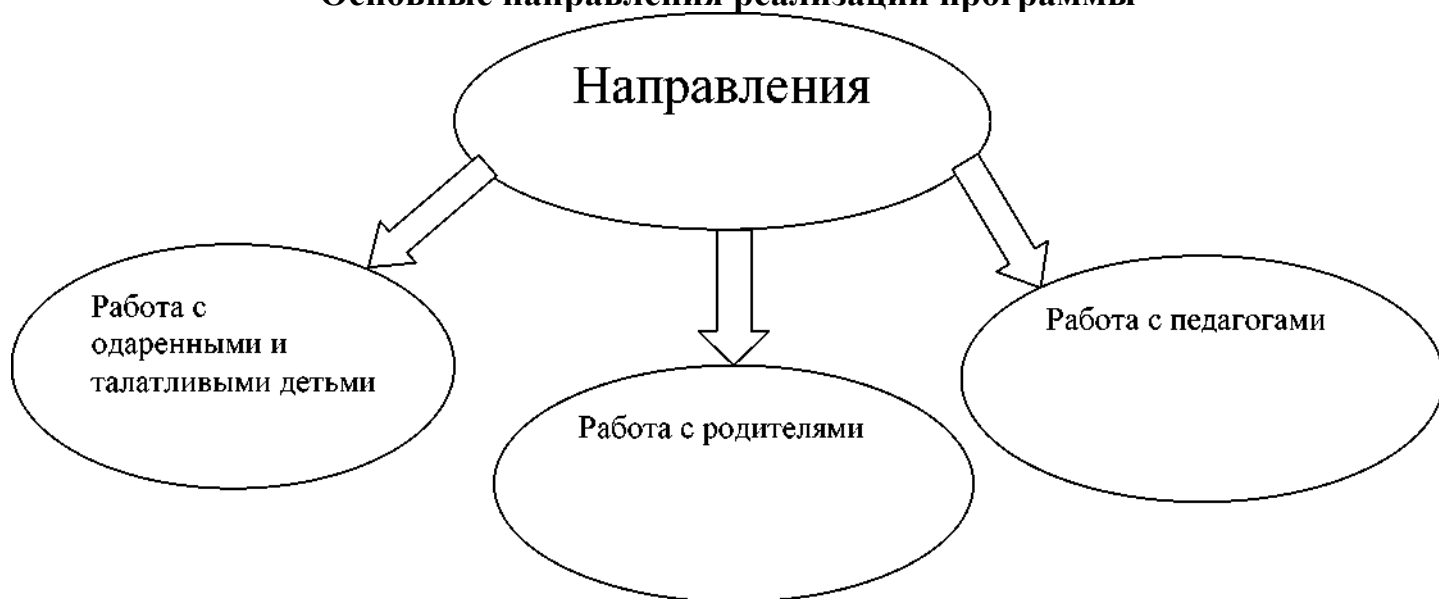 Основные направления реализации программы
Направления
Работа с
одаренными и
талатливыми детьми
Работа с родителями
Работа с педагогами